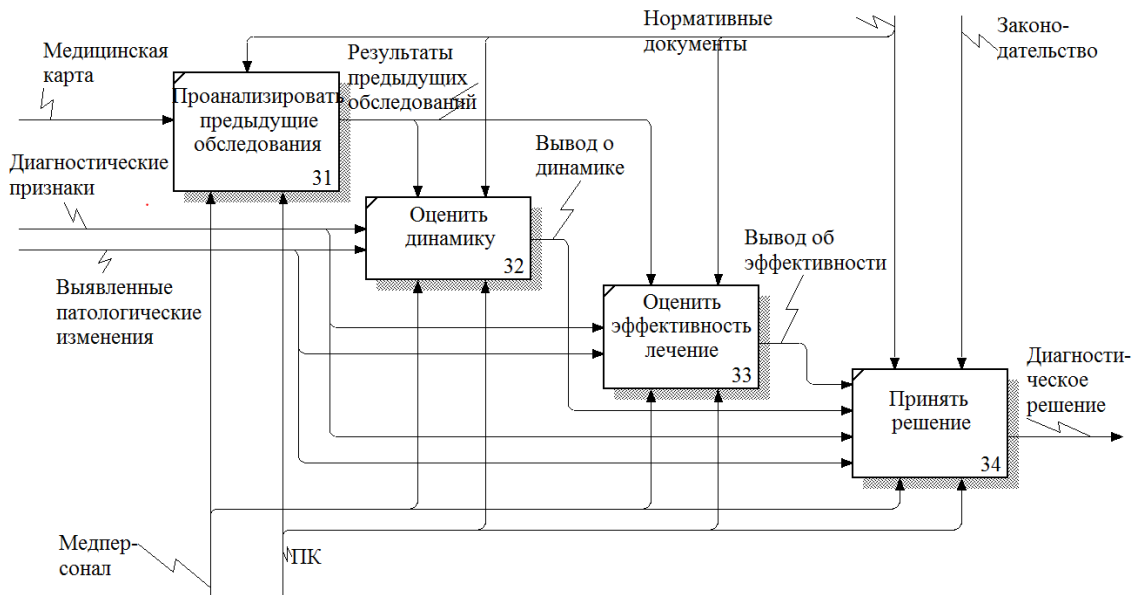 Нормативные
документы
Законо-
дательство
Медицинская
карта
Результаты
предыдущих
обследований
Проанализировать
предыдущие
обследования
31
Вывод о
динамике
Диагностические
признаки
Оценить
динамику
32
Вывод об
эффективности
Выявленные
патологические
изменения
Оценить
эффективность
лечение
33
Диагности-
ческое
решение
Принять
решение
34
Медпер-
сонал
ПК